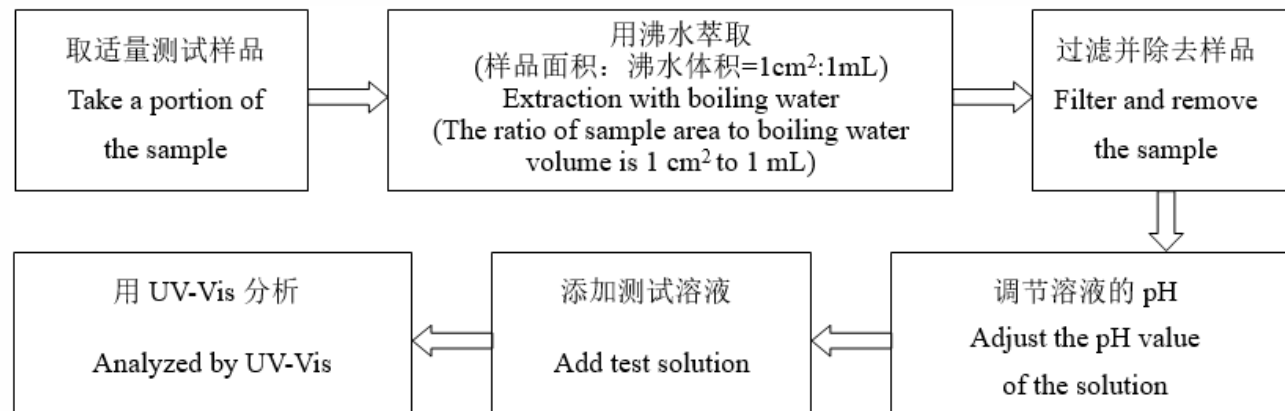 取适量测试样品
Take a portion of
the sample
用沸水萃取
(样品面积：沸水体积=1cm²:1mL)
Extraction with boiling water
(The ratio of sample area to boiling water
volume is 1 cm² to 1 mL)
过滤并除去样品
Filter and remove
the sample
调节溶液的 pH
Adjust the pH value
of the solution
添加测试溶液
Add test solution
用 UV-Vis 分析
Analyzed by UV-Vis